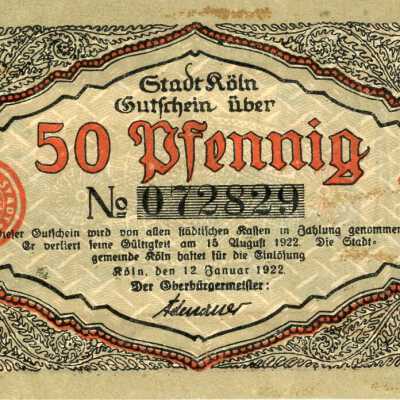 Stadt Köln
Gutschein über
50 Pfennig
No 072829
Dieser Gutschein wird von allen städtischen Kassen in Zahlung genommen
Er verliert seine Gültigkeit am 15 August 1922. Die Stadt-
gemeinde Köln haftet für die Einlösung
Köln, den 12 Januar 1922
Der Oberbürgermeister:
Adenauer
STADT